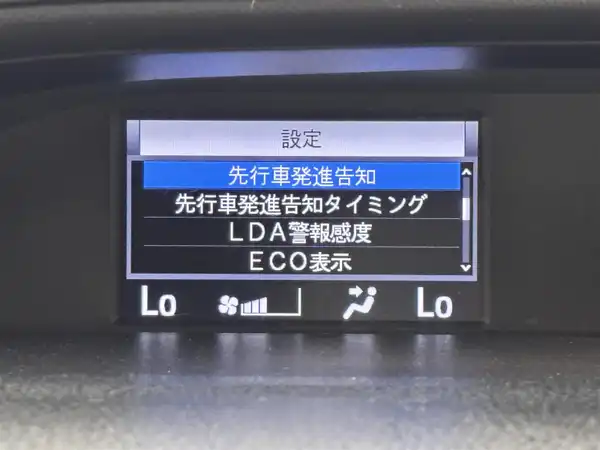 設定
先行車発進告知
先行車発進告知タイミング
LDA警報感度
ECO表示
Lo Lo